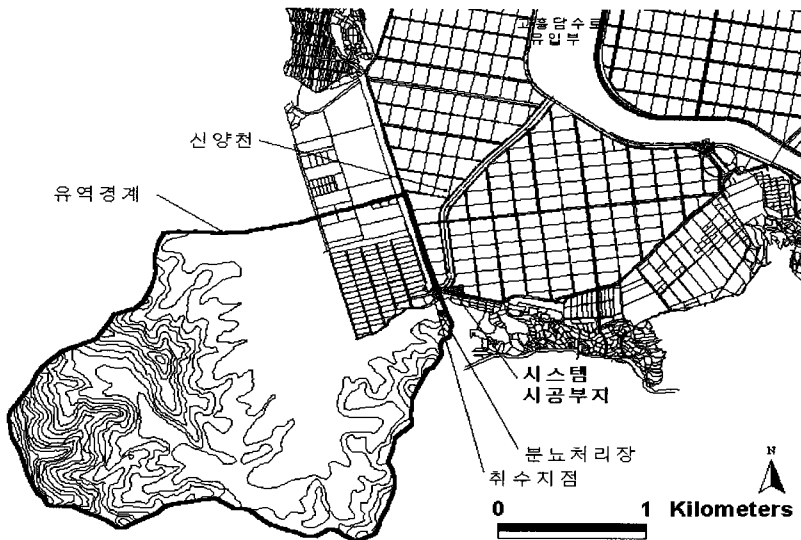 고흥담수로
유입부
신양천
유역경계
시스템
시공부지
분뇨처리장
취수지점
N
0 1 Kilometers